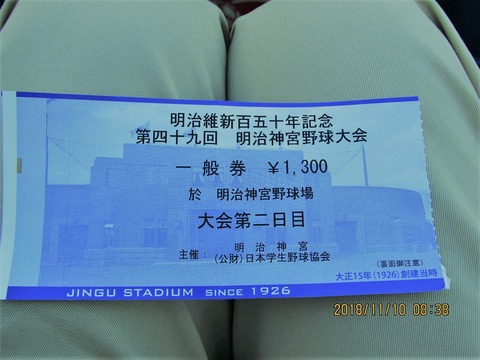 明治維新百五十年記念
第四十九回 明治神宮野球大会
一般券 ¥1,300
於 明治神宮野球場
大会第二日目
主催： 明治神宮
(公財)日本学生野球協会
(裏面御注意)
大正15年(1926)創建当時
JINGU STADIUM SINCE 1926
2018/11/10 08:38